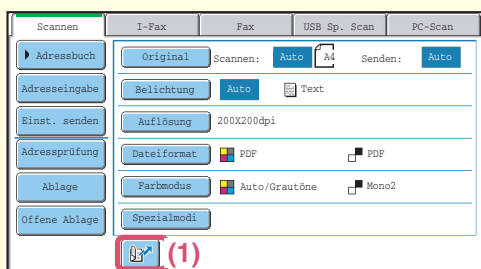 Scannen I-Fax Fax USB Sp. Scan PC-Scan
Adressbuch Original Scannen: Auto A4 Senden: Auto
Adresseingabe Belichtung Auto Text
Einst. senden Auflösung 200X200dpi
Adressprüfung Dateiformat PDF PDF
Ablage Farbmodus Auto/Grautöne Mono2
Offene Ablage Spezialmodi
(1)